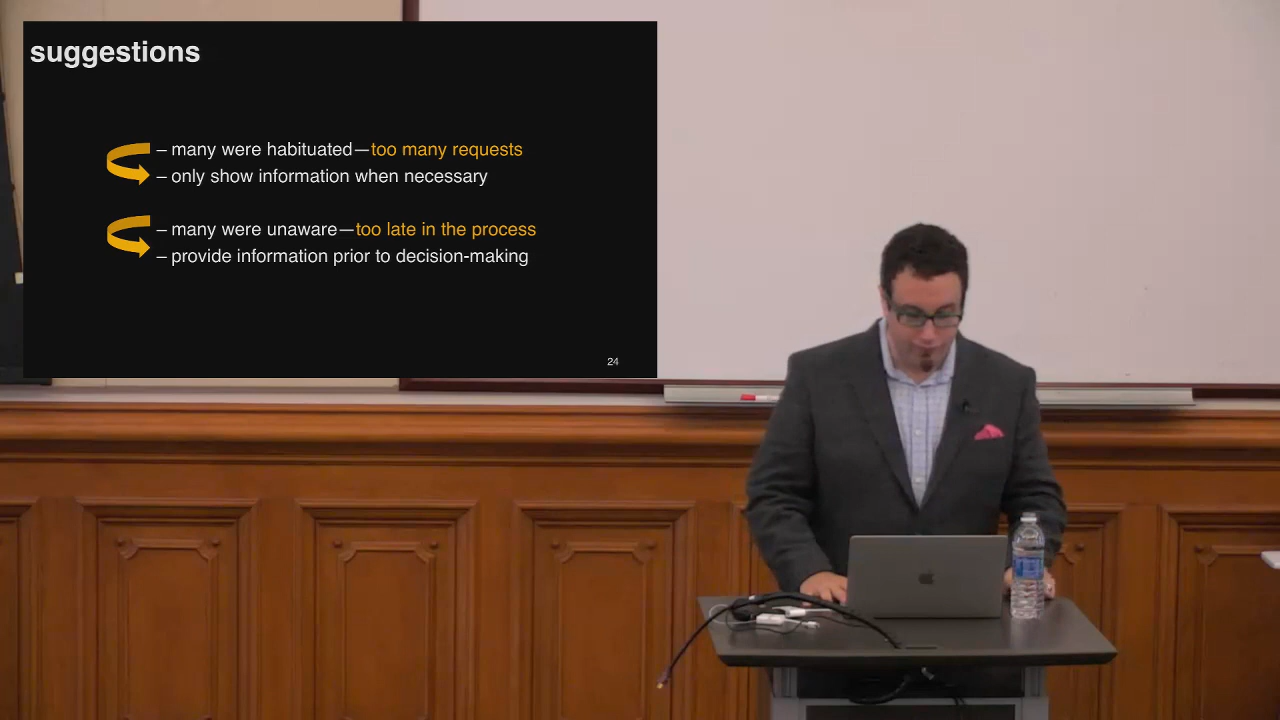 suggestions
– many were habituated—too many requests
– only show information when necessary
– many were unaware—too late in the process
– provide information prior to decision-making
24